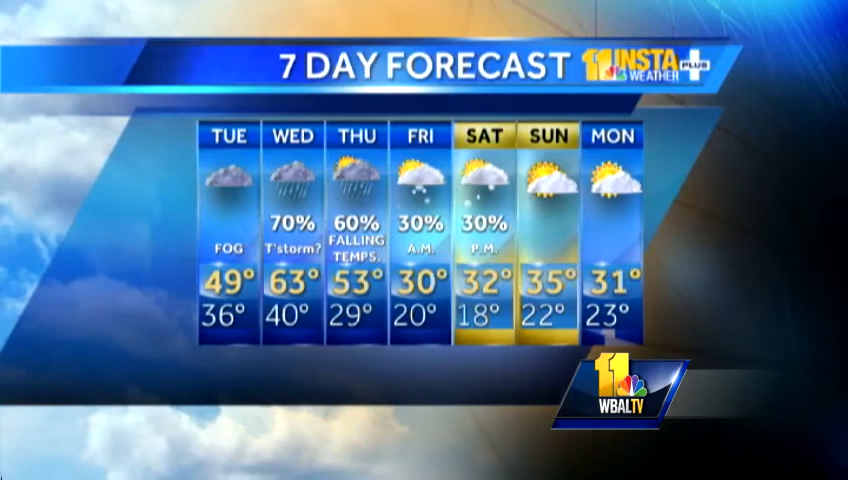 7 DAY FORECAST 11 INSTA
WEATHER PLUS
TUE WED THU FRI SAT SUN MON
70% 60% 30% 30%
FOG T'storm? FALLING TEMPS. A.M. P.M.
49° 63° 53° 30° 32° 35° 31°
36° 40° 29° 20° 18° 22° 23°
11
WBALTV